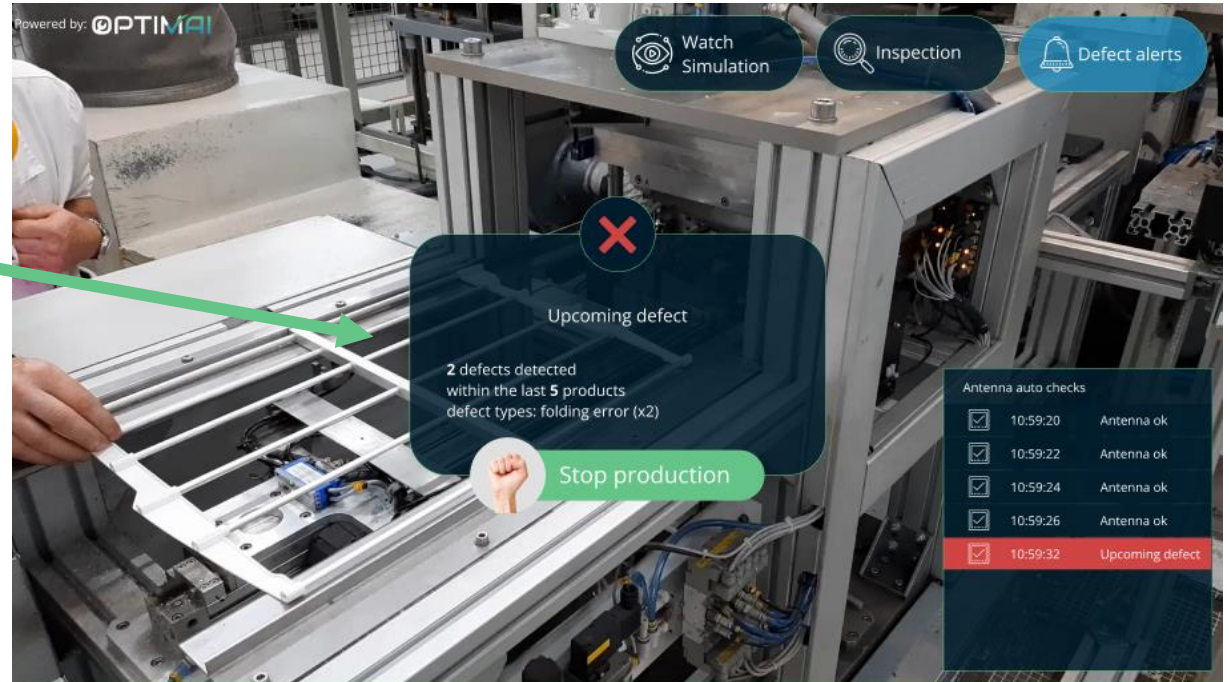 Powered by: OPTIMAI
Watch
Simulation
Inspection
Defect alerts
Upcoming defect
2 defects detected
within the last 5 products
defect types: folding error (x2)
Stop production
Antenna auto checks
10:59:20 Antenna ok
10:59:22 Antenna ok
10:59:24 Antenna ok
10:59:26 Antenna ok
10:59:32 Upcoming defect